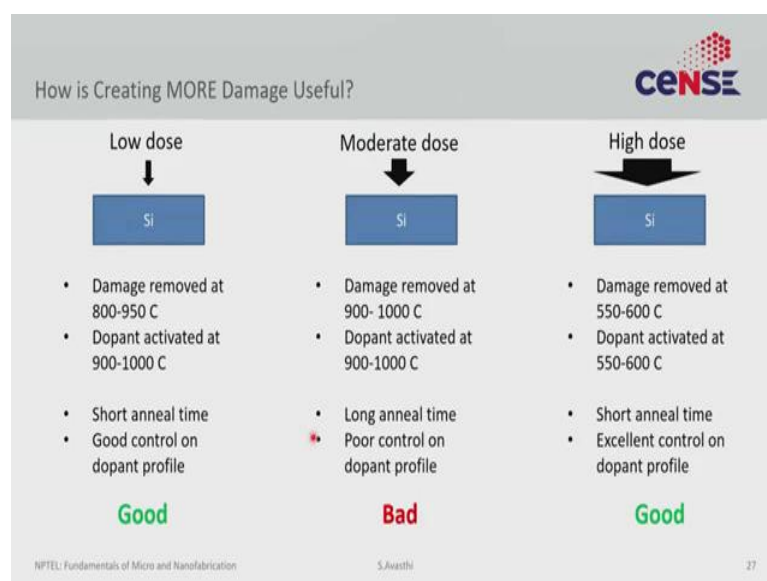 How is Creating MORE Damage Useful?
CeNSE
Low dose
Si
• Damage removed at
800-950 C
• Dopant activated at
900-1000 C
• Short anneal time
• Good control on
dopant profile
Good
Moderate dose
Si
• Damage removed at
900- 1000 C
• Dopant activated at
900-1000 C
• Long anneal time
• Poor control on
dopant profile
Bad
High dose
Si
• Damage removed at
550-600 C
• Dopant activated at
550-600 C
• Short anneal time
• Excellent control on
dopant profile
Good
NPTEL: Fundamentals of Micro and Nanofabrication
S.Avasthi
27